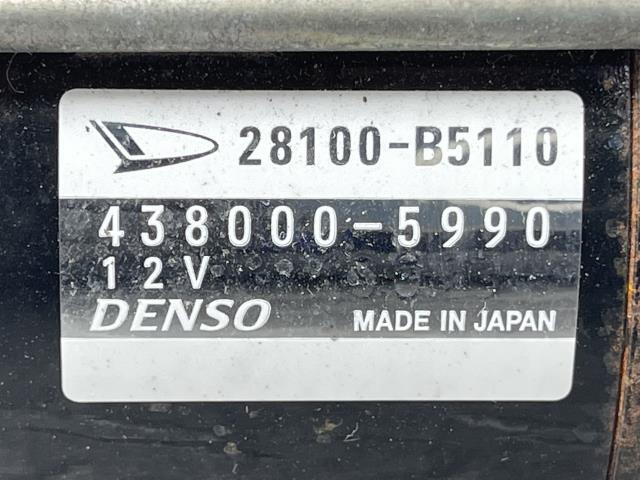 28100-B5110
438000-5990
12V
DENSO MADE IN JAPAN